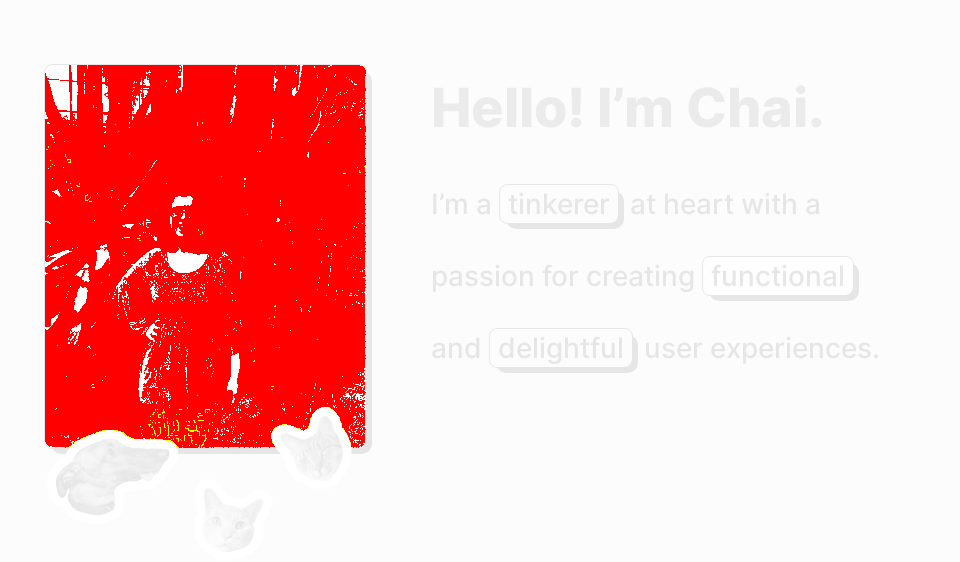 Hello! I’m Chai.
I’m a tinkerer at heart with a
passion for creating functional
and delightful user experiences.